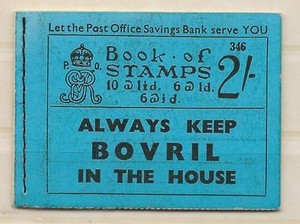 Let the Post Office Savings Bank serve YOU
346
Book of
P. O.
STAMPS 2/-
GR
10 @ 1½d. 6 @ 1d.
6 @ ½d.
ALWAYS KEEP
BOVRIL
IN THE HOUSE